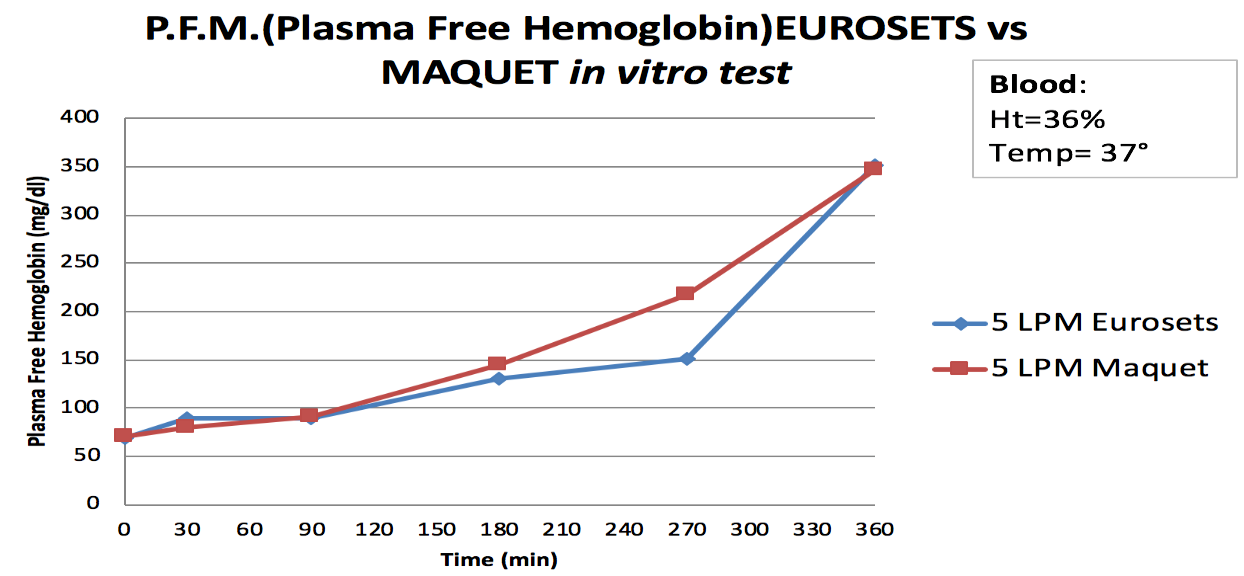 P.F.M.(Plasma Free Hemoglobin)EUROSETS vs
MAQUET in vitro test
Blood:
Ht=36%
Temp= 37°
Plasma Free Hemoglobin (mg/dl)
400
350
300
250
200
150
100
50
0
0 30 90 120 150 180 210 240 270 300 330 360
Time (min)
5 LPM Eurosets
5 LPM Maquet